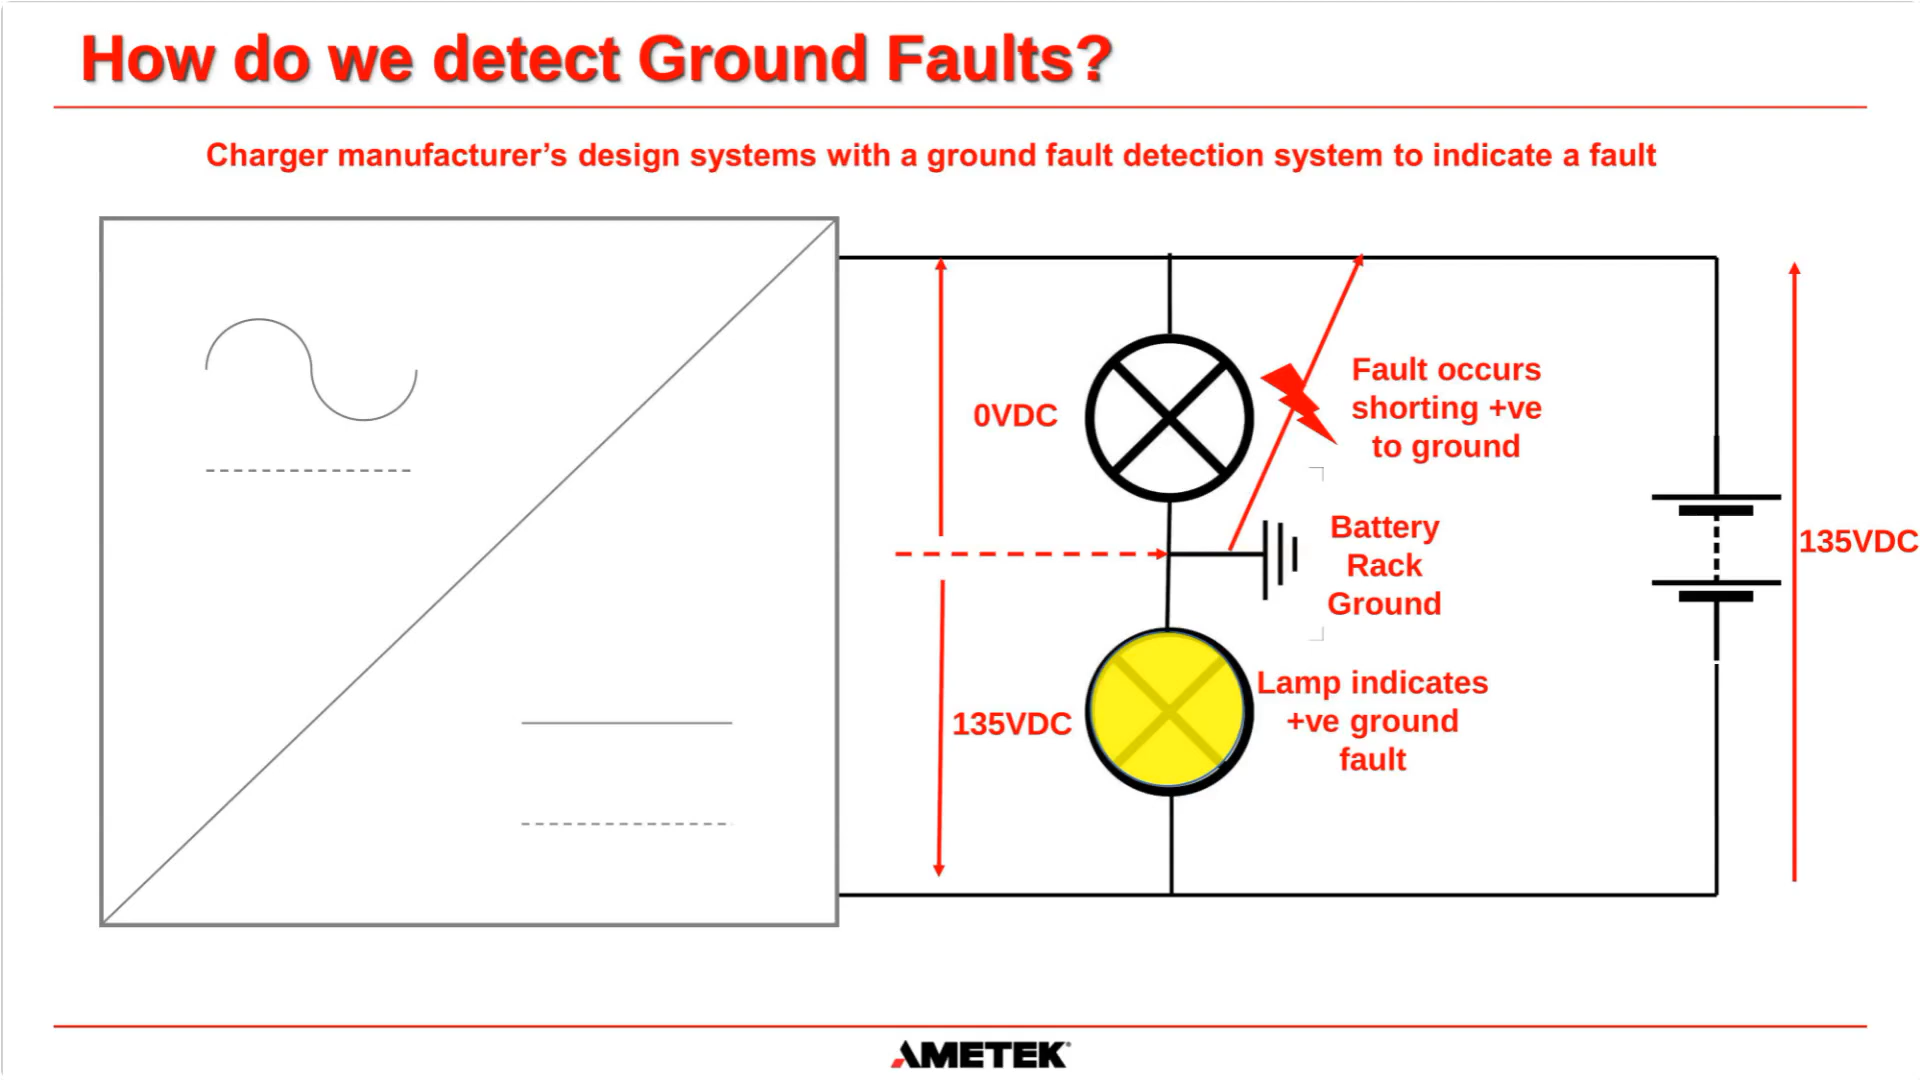 How do we detect Ground Faults?
Charger manufacturer’s design systems with a ground fault detection system to indicate a fault
0VDC
Fault occurs
shorting +ve
to ground
Battery
Rack
Ground
135VDC
135VDC
Lamp indicates
+ve ground
fault
AMETEK®